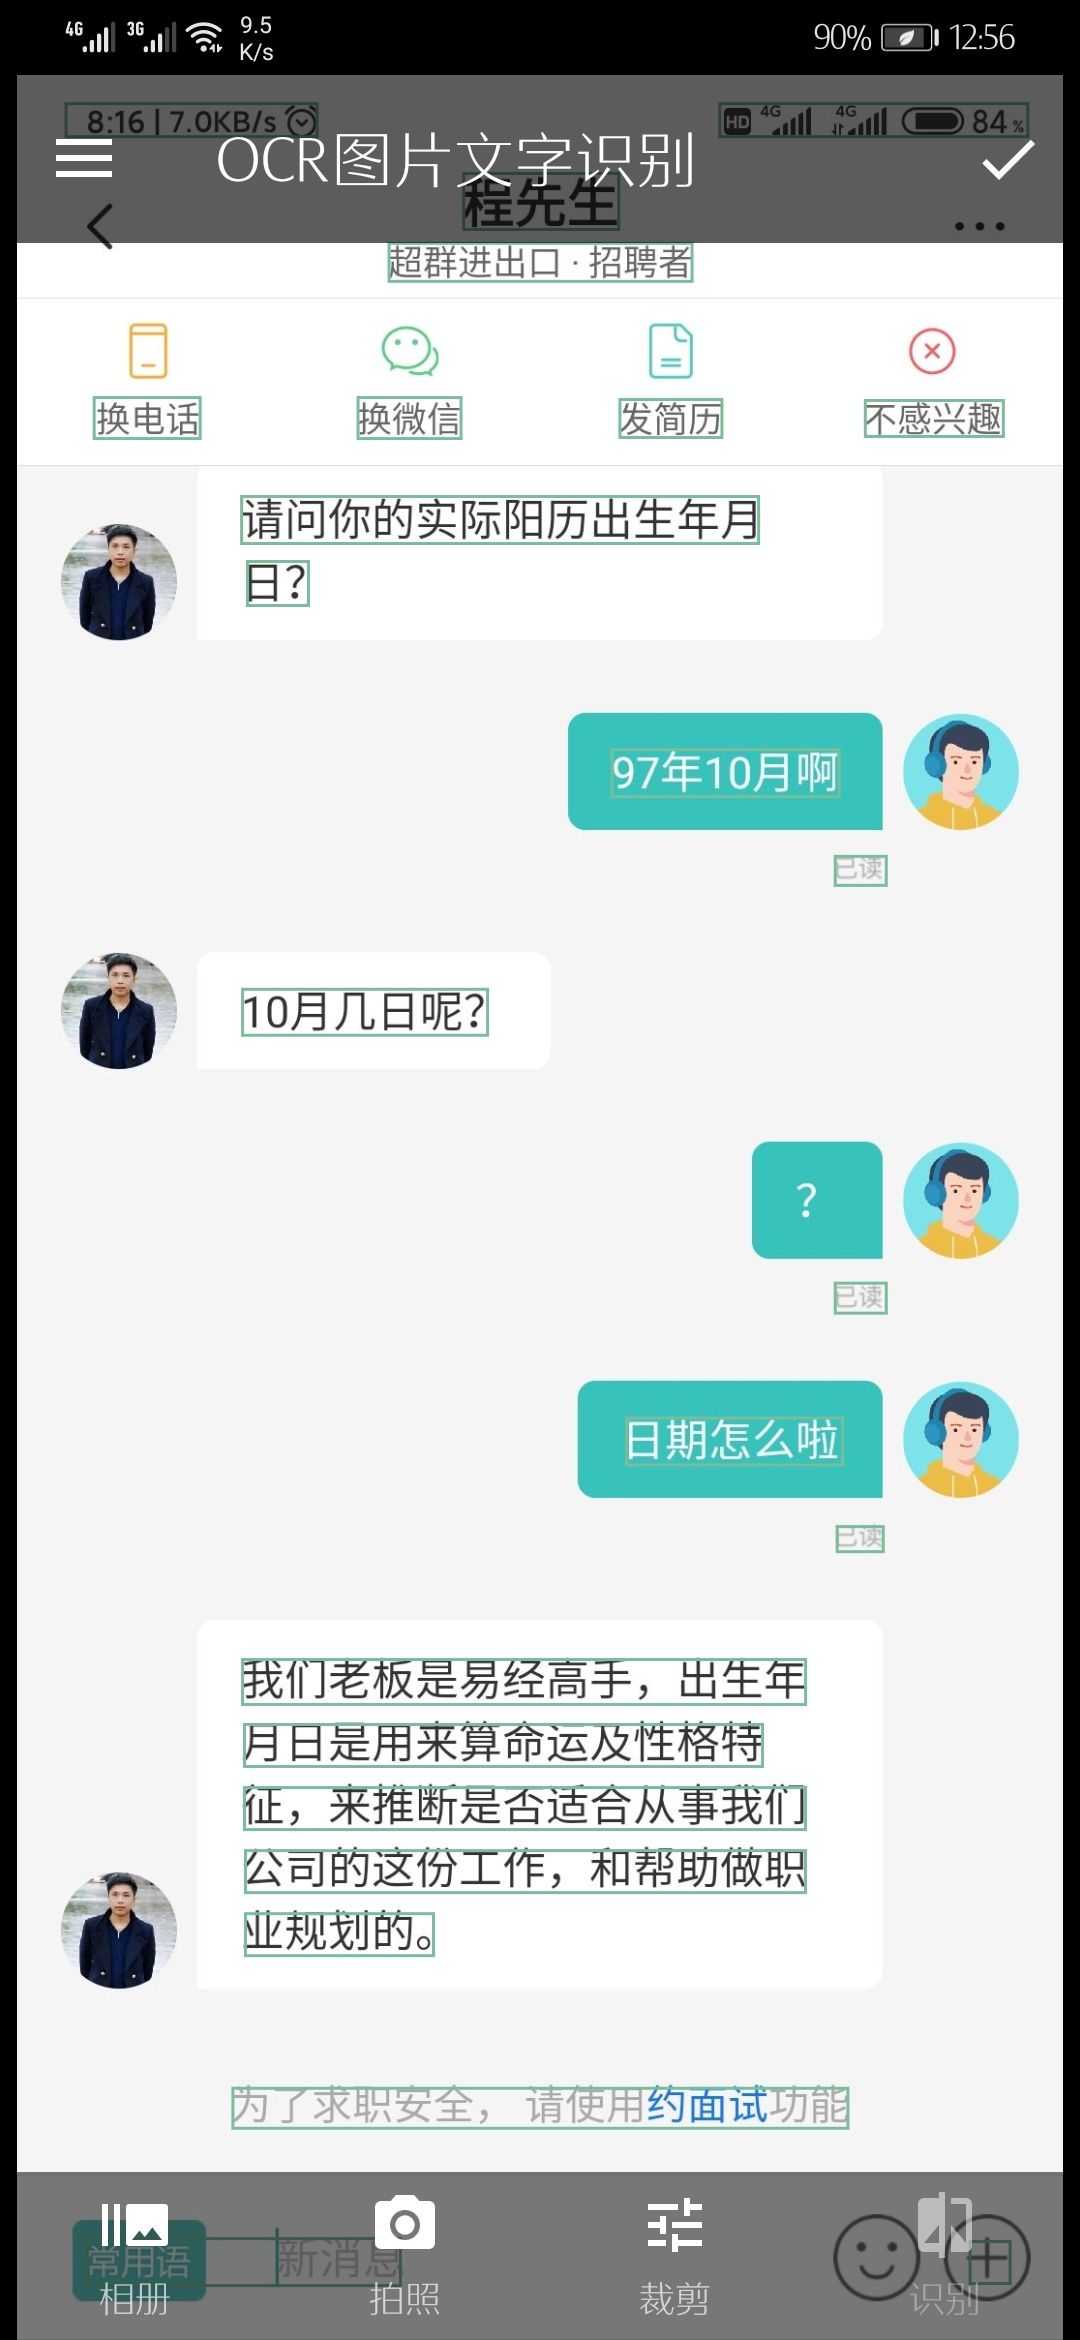 4G 3G 9.5 K/s 90% 12:56
8:16 | 7.0KB/s HD 4G 4G 84%
OCR图片文字识别
程先生
超群进出口 · 招聘者
换电话 换微信 发简历 不感兴趣
请问你的实际阳历出生年月
日?
97年10月啊
已读
10月几日呢?
?
已读
日期怎么啦
已读
我们老板是易经高手，出生年
月日是用来算命运及性格特
征，来推断是否适合从事我们
公司的这份工作，和帮助做职
业规划的。
为了求职安全， 请使用约面试功能
常用语 新消息
相册 拍照 裁剪 识别